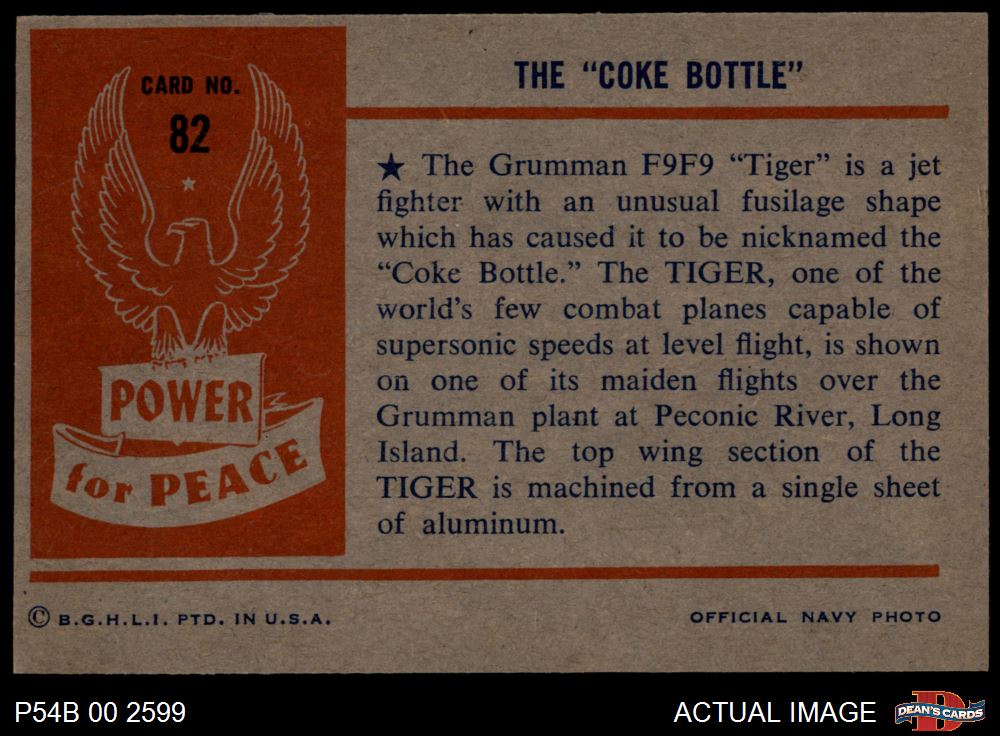 CARD NO.
82
POWER
for PEACE
THE “COKE BOTTLE”
★ The Grumman F9F9 “Tiger” is a jet
fighter with an unusual fusilage shape
which has caused it to be nicknamed the
“Coke Bottle.” The TIGER, one of the
world's few combat planes capable of
supersonic speeds at level flight, is shown
on one of its maiden flights over the
Grumman plant at Peconic River, Long
Island. The top wing section of the
TIGER is machined from a single sheet
of aluminum.
© B.G.H.L.I. PTD. IN U.S.A.
OFFICIAL NAVY PHOTO
P54B 00 2599
ACTUAL IMAGE
D
DEAN'S CARDS